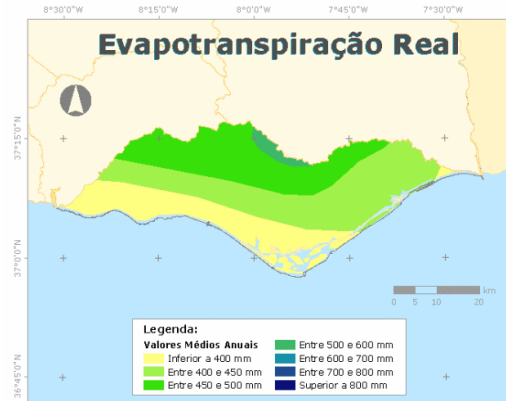 8°30'0"W 8°15'0"W 8°0'0"W 7°45'0"W 7°30'0"W
Evapotranspiração Real
37°15'0"N
37°0'0"N
36°45'0"N
km
0 5 10 20
Legenda:
Valores Médios Anuais
Inferior a 400 mm
Entre 400 e 450 mm
Entre 450 e 500 mm
Entre 500 e 600 mm
Entre 600 e 700 mm
Entre 700 e 800 mm
Superior a 800 mm